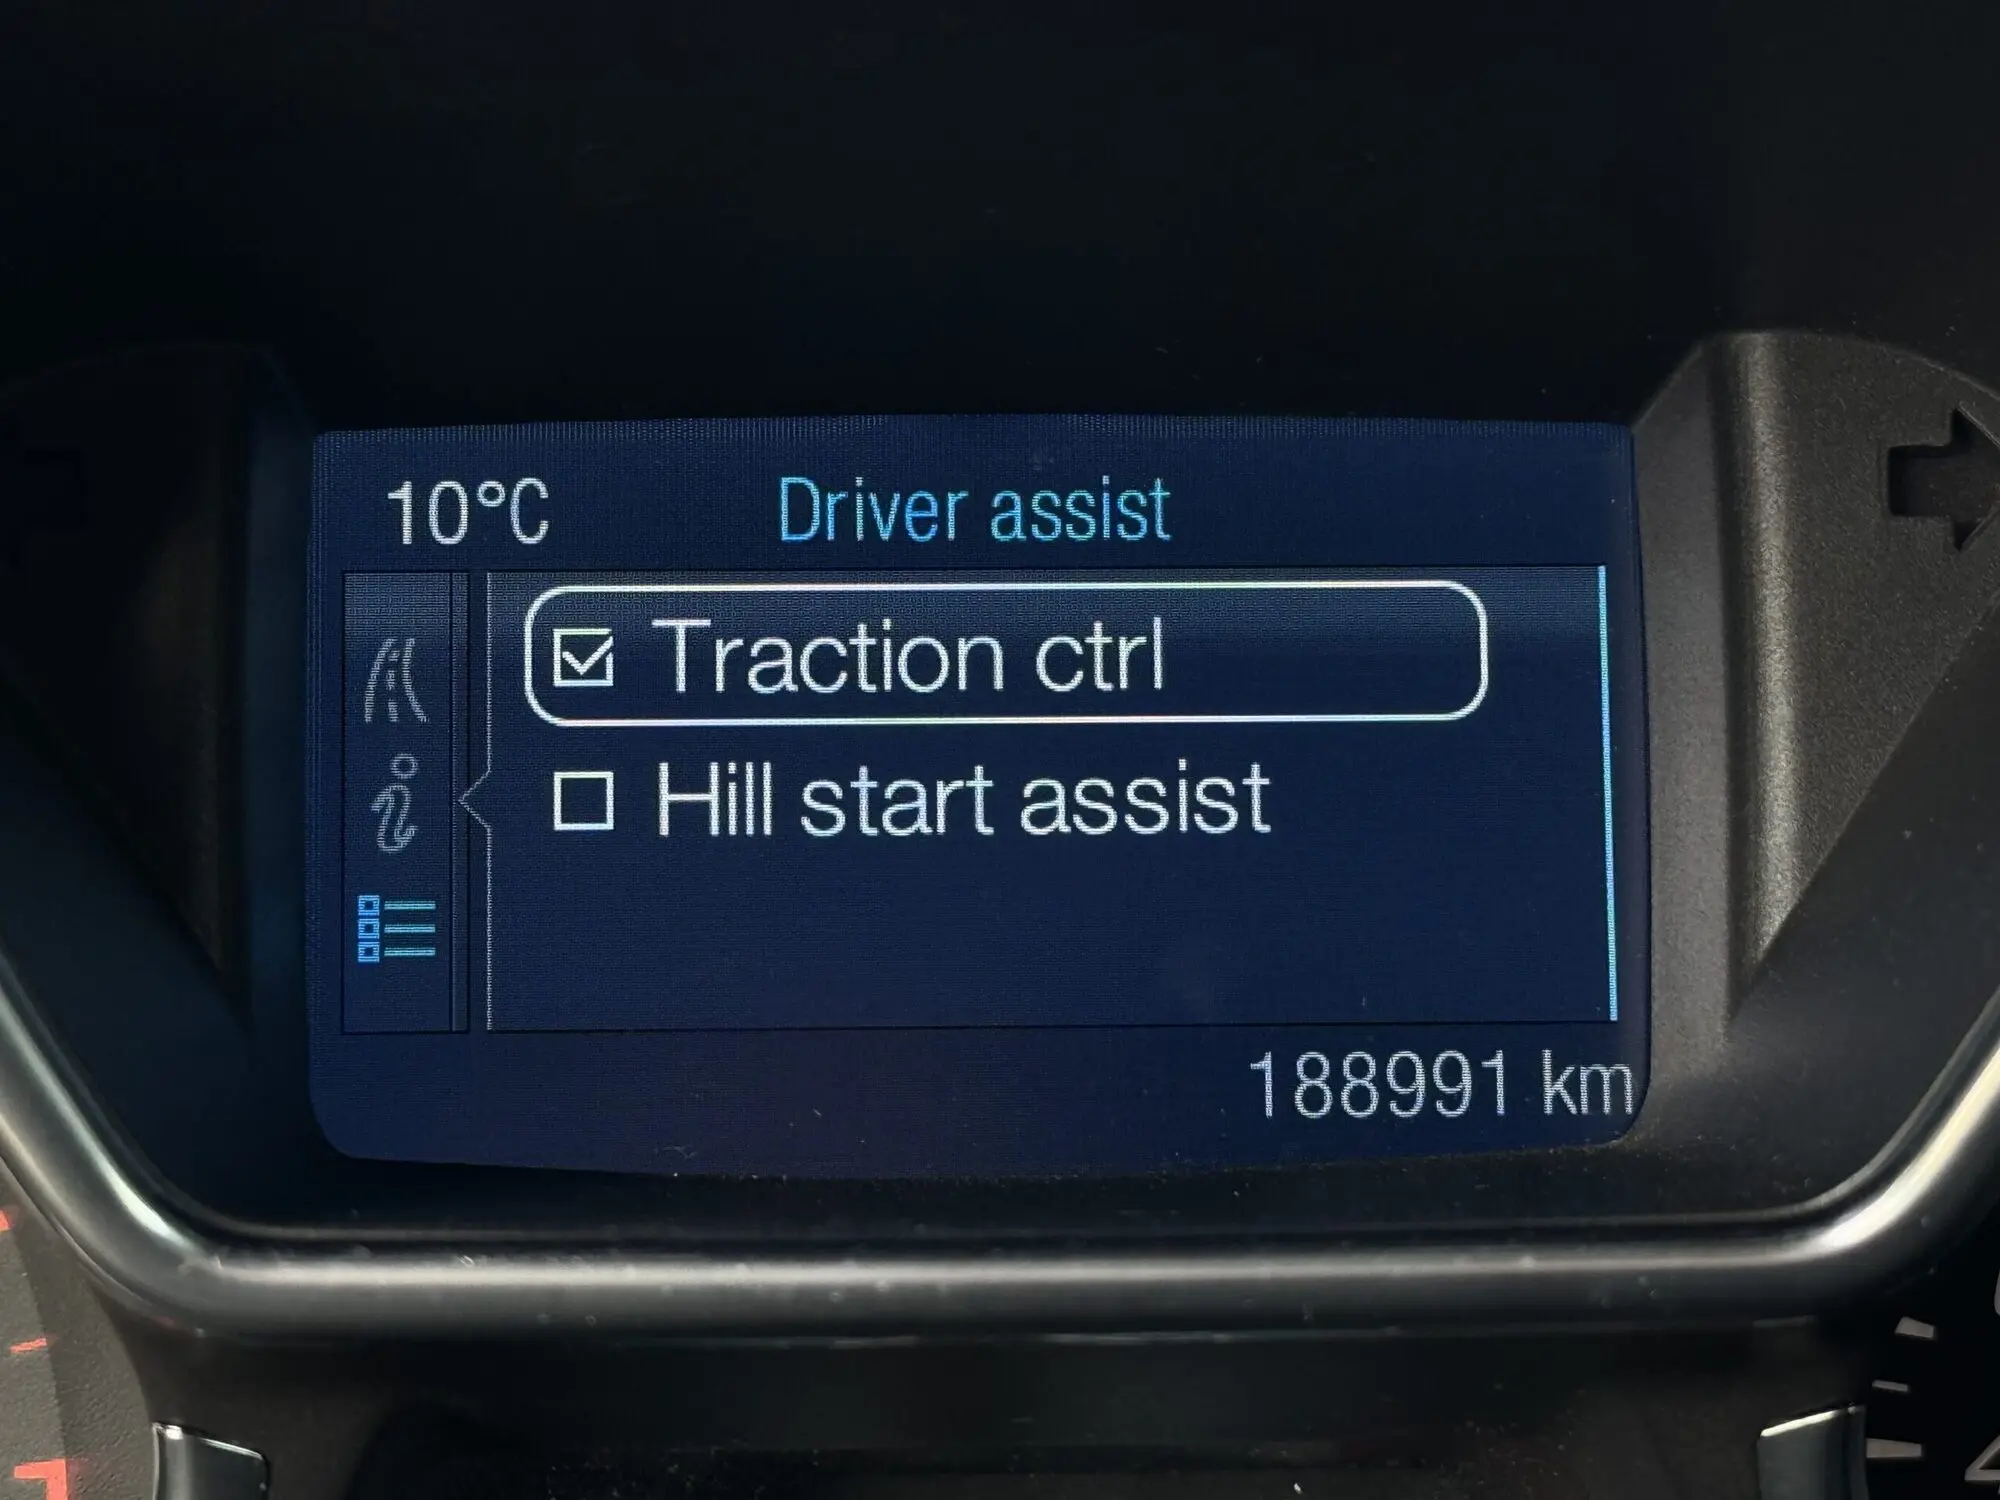 10°C Driver assist
Traction ctrl
Hill start assist
188991 km